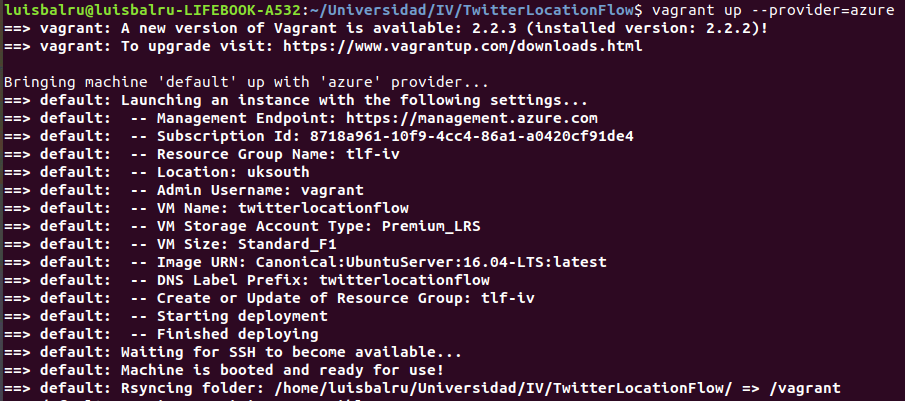 luisbalru@luisbalru-LIFEBOOK-A532:~/Universidad/IV/TwitterLocationFlow$ vagrant up --provider=azure
==> vagrant: A new version of Vagrant is available: 2.2.3 (installed version: 2.2.2)!
==> vagrant: To upgrade visit: https://www.vagrantup.com/downloads.html
Bringing machine 'default' up with 'azure' provider...
==> default: Launching an instance with the following settings...
==> default:  -- Management Endpoint: https://management.azure.com
==> default:  -- Subscription Id: 8718a961-10f9-4cc4-86a1-a0420cf91de4
==> default:  -- Resource Group Name: tlf-iv
==> default:  -- Location: uksouth
==> default:  -- Admin Username: vagrant
==> default:  -- VM Name: twitterlocationflow
==> default:  -- VM Storage Account Type: Premium_LRS
==> default:  -- VM Size: Standard_F1
==> default:  -- Image URN: Canonical:UbuntuServer:16.04-LTS:latest
==> default:  -- DNS Label Prefix: twitterlocationflow
==> default:  -- Create or Update of Resource Group: tlf-iv
==> default:  -- Starting deployment
==> default:  -- Finished deploying
==> default: Waiting for SSH to become available...
==> default: Machine is booted and ready for use!
==> default: Rsyncing folder: /home/luisbalru/Universidad/IV/TwitterLocationFlow/ => /vagrant